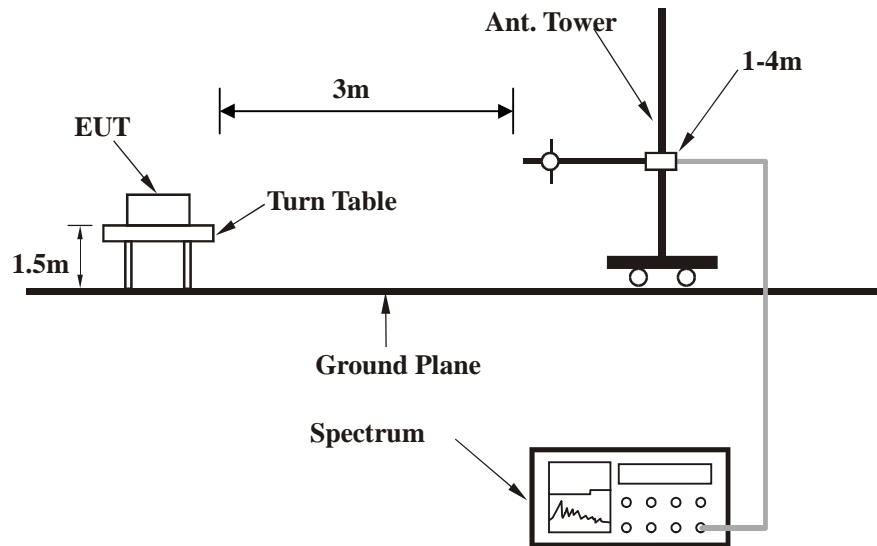 Ant. Tower
1-4m
3m
EUT
Turn Table
1.5m
Ground Plane
Spectrum